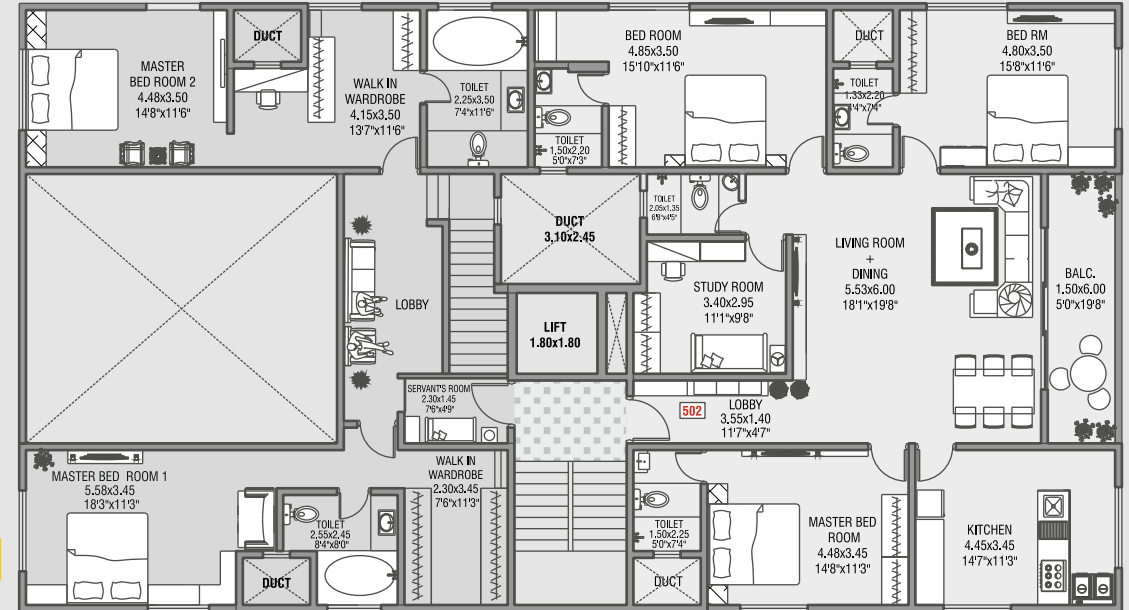 DUCT
MASTER
BED ROOM 2
4.48x3.50
14'8"x11'6"
WALK IN
WARDROBE
4.15x3.50
13'7"x11'6"
TOILET
2.25x3.50
7'4"x11'6"
BED ROOM
4.85x3.50
15'10"x11'6"
TOILET
1.50x2.20
5'0"x7'3"
DUCT
TOILET
1.33x2.20
4'4"x7'4"
BED RM
4.80x3.50
15'8"x11'6"
DUCT
3.10x2.45
TOILET
2.05x1.35
6'8"x4'5"
LOBBY
LIFT
1.80x1.80
STUDY ROOM
3.40x2.95
11'1"x9'8"
LIVING ROOM
+
DINING
5.53x6.00
18'1"x19'8"
BALC.
1.50x6.00
5'0"x19'8"
SERVANT'S ROOM
2.30x1.45
7'6"x4'9"
502
LOBBY
3.55x1.40
11'7"x4'7"
MASTER BED ROOM 1
5.58x3.45
18'3"x11'3"
WALK IN
WARDROBE
2.30x3.45
7'6"x11'3"
TOILET
2.55x2.45
8'4"x8'0"
DUCT
TOILET
1.50x2.25
5'0"x7'4"
DUCT
MASTER BED
ROOM
4.48x3.45
14'8"x11'3"
KITCHEN
4.45x3.45
14'7"x11'3"